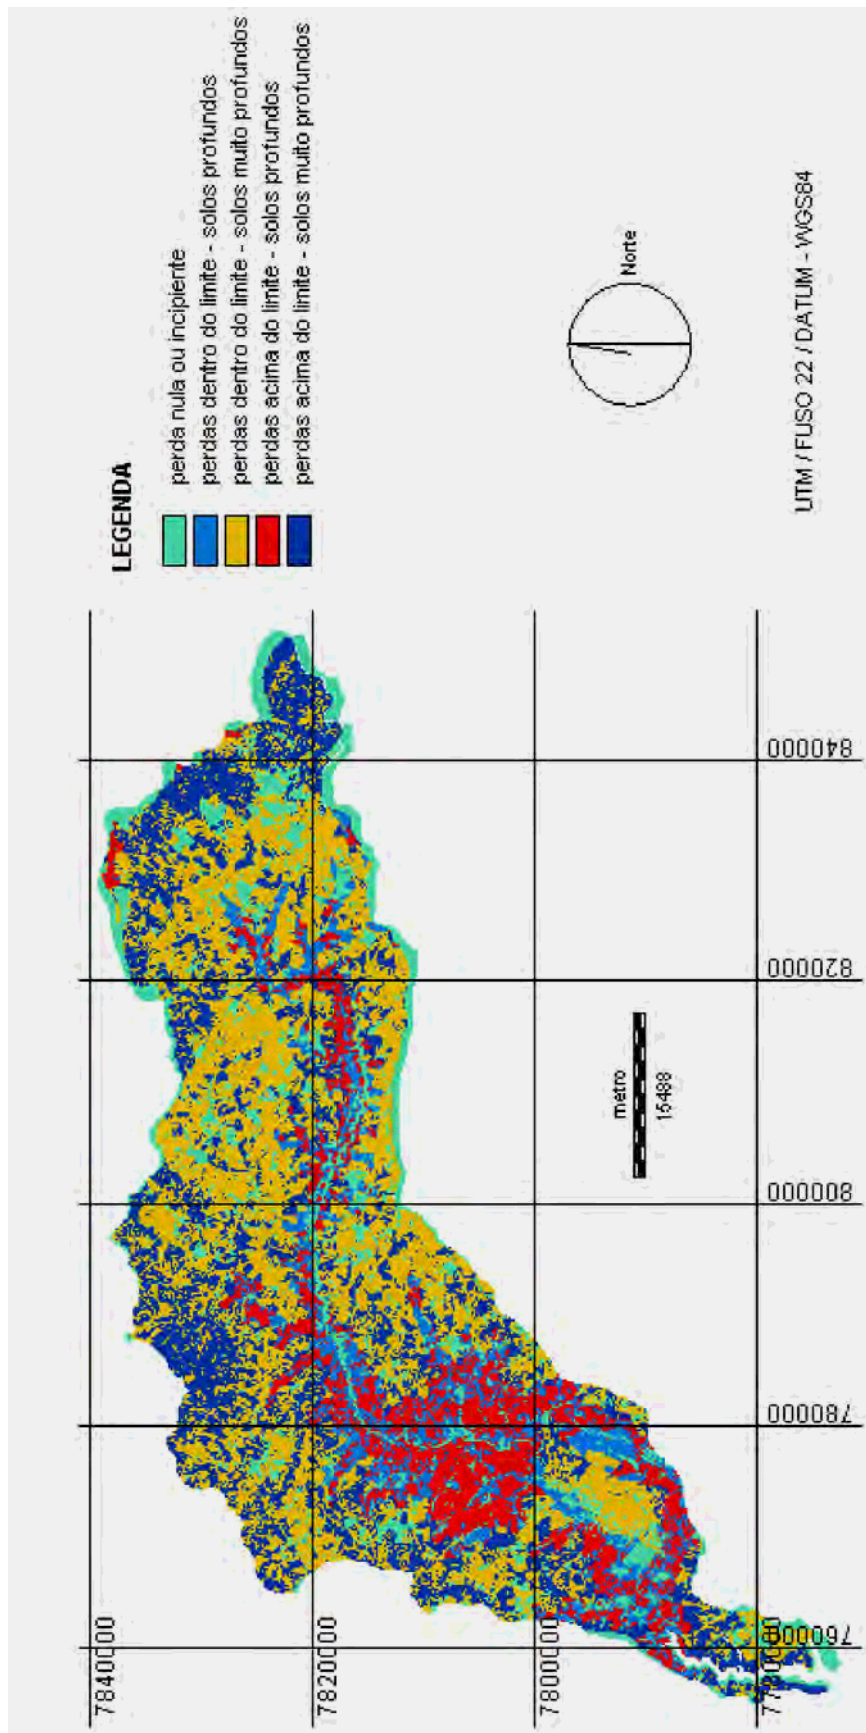 LEGENDA
perda nula ou incipiente
perdas dentro do limite - solos profundos
perdas dentro do limite - solos muito profundos
perdas acima do limite - solos profundos
perdas acima do limite - solos muito profundos
Norte
UTM / FUSO 22 / DATUM - WGS84
metro
15488
7840000
7820000
7800000
7780000
760000
780000
800000
820000
840000